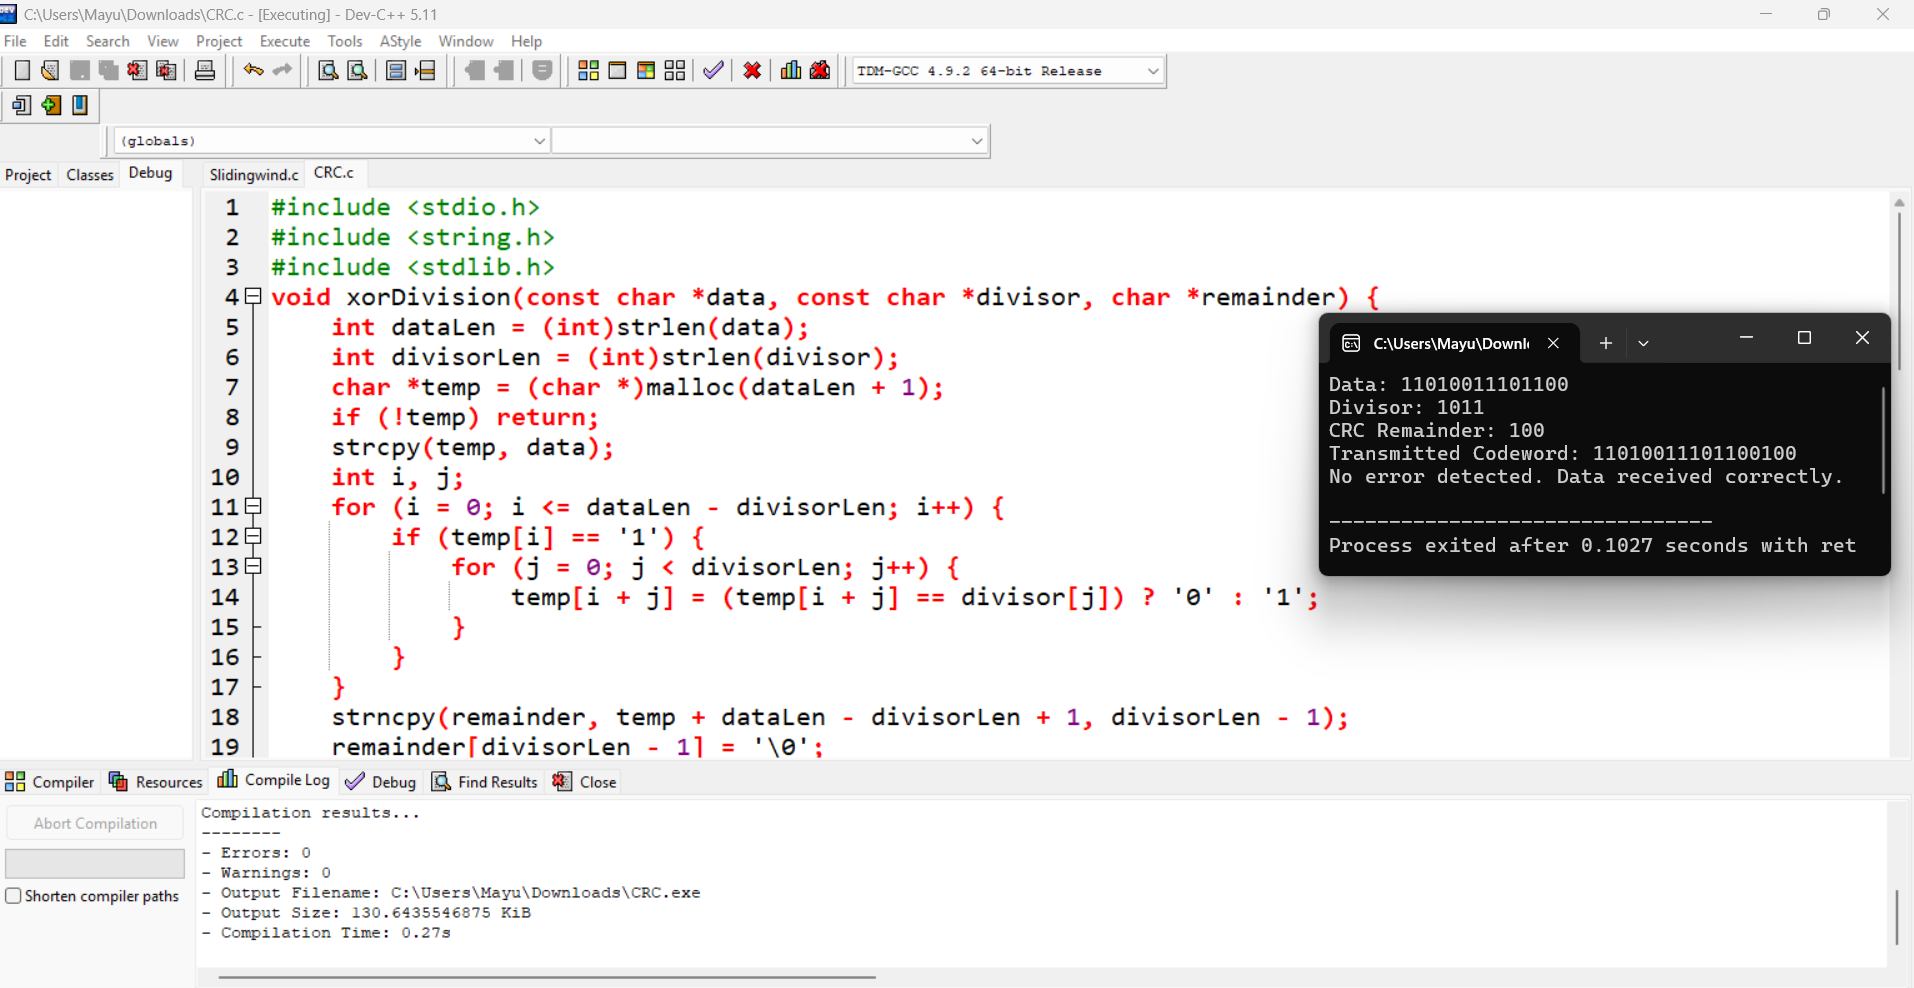 C:\Users\Mayu\Downloads\CRC.c - [Executing] - Dev-C++ 5.11
File Edit Search View Project Execute Tools AStyle Window Help
TDM-GCC 4.9.2 64-bit Release
(globals)
Project Classes Debug
Slidingwind.c CRC.c
1 #include <stdio.h>
2 #include <string.h>
3 #include <stdlib.h>
4 void xorDivision(const char *data, const char *divisor, char *remainder) {
5 int dataLen = (int)strlen(data);
6 int divisorLen = (int)strlen(divisor);
7 char *temp = (char *)malloc(dataLen + 1);
8 if (!temp) return;
9 strcpy(temp, data);
10 int i, j;
11 for (i = 0; i <= dataLen - divisorLen; i++) {
12 if (temp[i] == '1') {
13 for (j = 0; j < divisorLen; j++) {
14 temp[i + j] = (temp[i + j] == divisor[j]) ? '0' : '1';
15 }
16 }
17 }
18 strncpy(remainder, temp + dataLen - divisorLen + 1, divisorLen - 1);
19 remainder[divisorLen - 1] = '\0';
C:\Users\Mayu\Downl
Data: 11010011101100
Divisor: 1011
CRC Remainder: 100
Transmitted Codeword: 11010011101100100
No error detected. Data received correctly.
--------------------------------
Process exited after 0.1027 seconds with ret
Compiler Resources Compile Log Debug Find Results Close
Abort Compilation
Shorten compiler paths
Compilation results...
--------
- Errors: 0
- Warnings: 0
- Output Filename: C:\Users\Mayu\Downloads\CRC.exe
- Output Size: 130.6435546875 KiB
- Compilation Time: 0.27s